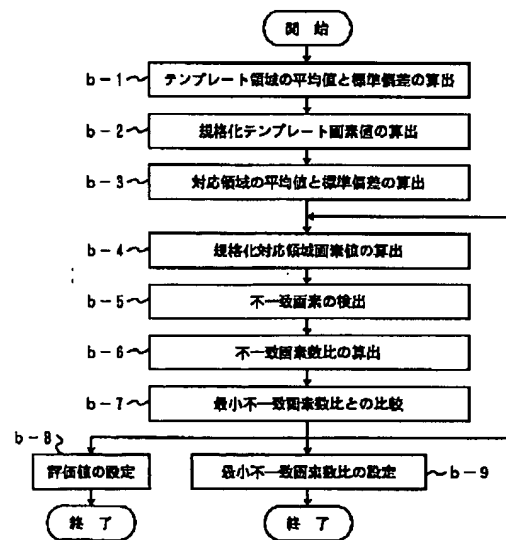 開始
b-1 テンプレート領域の平均値と標準偏差の算出
b-2 規格化テンプレート画素値の算出
b-3 対応領域の平均値と標準偏差の算出
b-4 規格化対応領域画素値の算出
b-5 不一致画素の検出
b-6 不一致画素数比の算出
b-7 最小不一致画素数比との比較
b-8
評価値の設定 最小不一致画素数比の設定 b-9
終了 終了